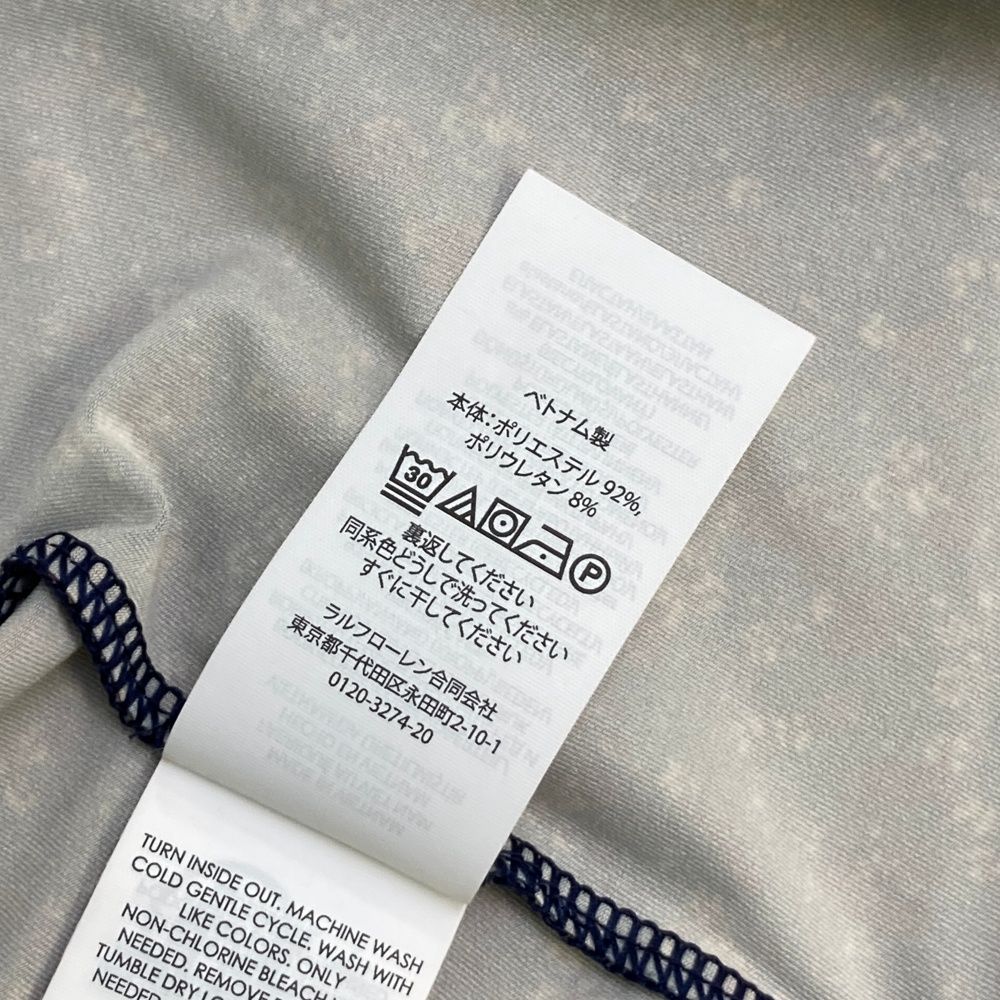 ベトナム製
本体:ポリエステル 92%,
ポリウレタン 8%
30 P
裏返してください
同系色どうしで洗ってください
すぐに干してください
ラルフローレン合同会社
東京都千代田区永田町2-10-1
0120-3274-20
TURN INSIDE OUT. MACHINE WASH
COLD GENTLE CYCLE. WASH WITH
LIKE COLORS. ONLY
NON-CHLORINE BLEACH
NEEDED. REMOVE
TUMBLE DRY
NEEDED